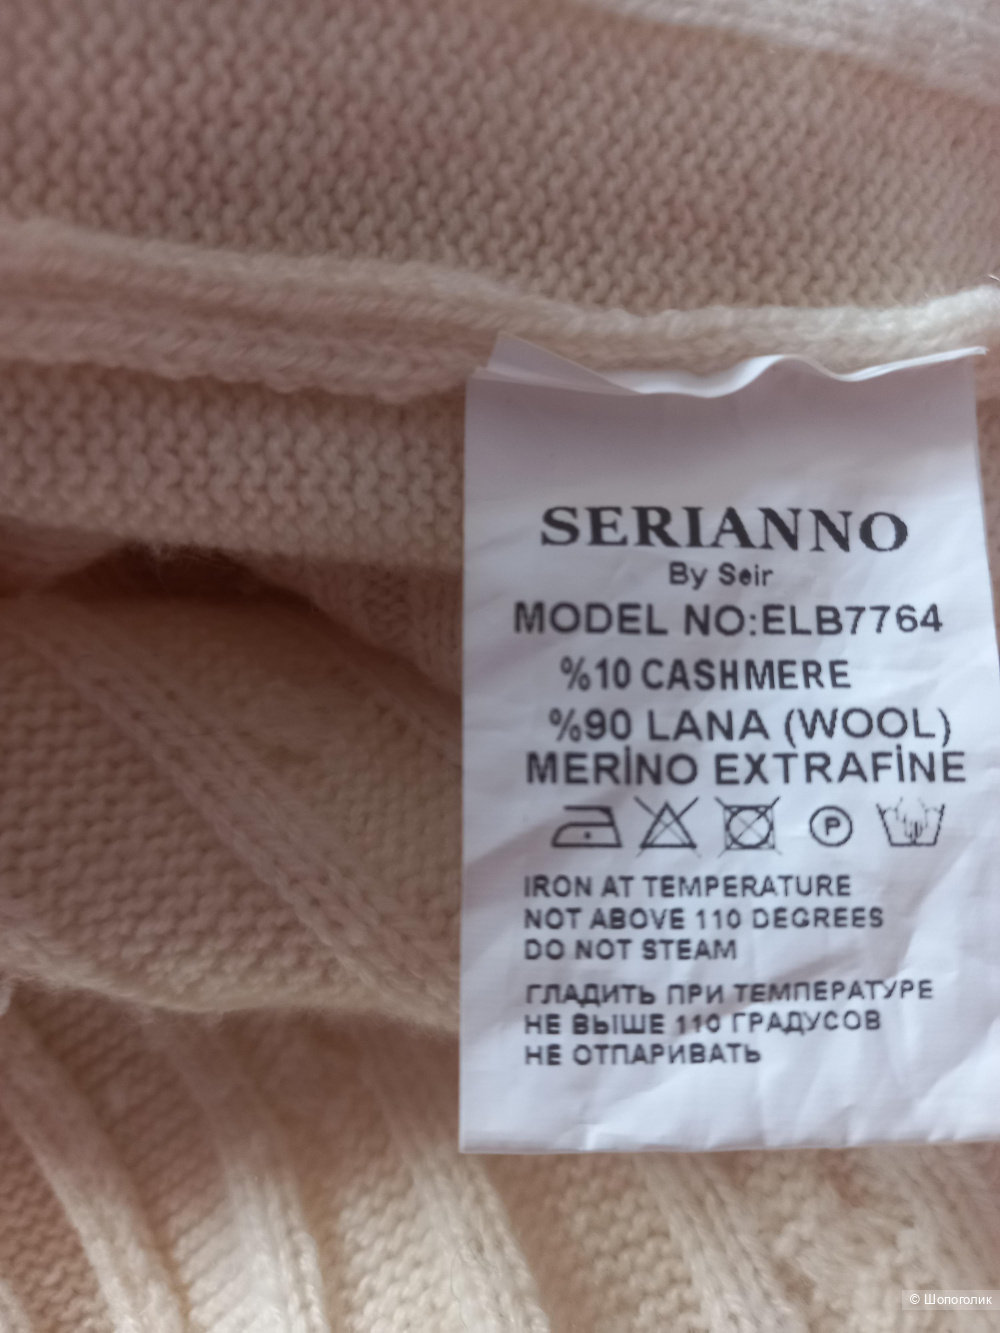 SERIANNO
By Seir
MODEL NO:ELB7764
%10 CASHMERE
%90 LANA (WOOL)
MERİNO EXTRAFİNE
P
IRON AT TEMPERATURE
NOT ABOVE 110 DEGREES
DO NOT STEAM
ГЛАДИТЬ ПРИ ТЕМПЕРАТУРЕ
НЕ ВЫШЕ 110 ГРАДУСОВ
НЕ ОТПАРИВАТЬ
© Шопоголик